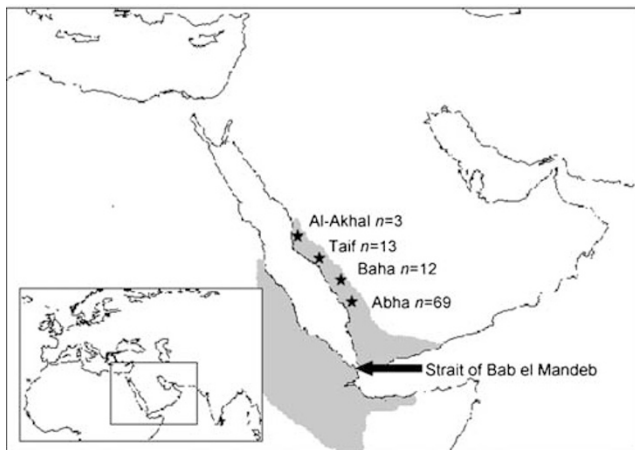 Al-Akhal n=3
Taif n=13
Baha n=12
Abha n=69
Strait of Bab el Mandeb